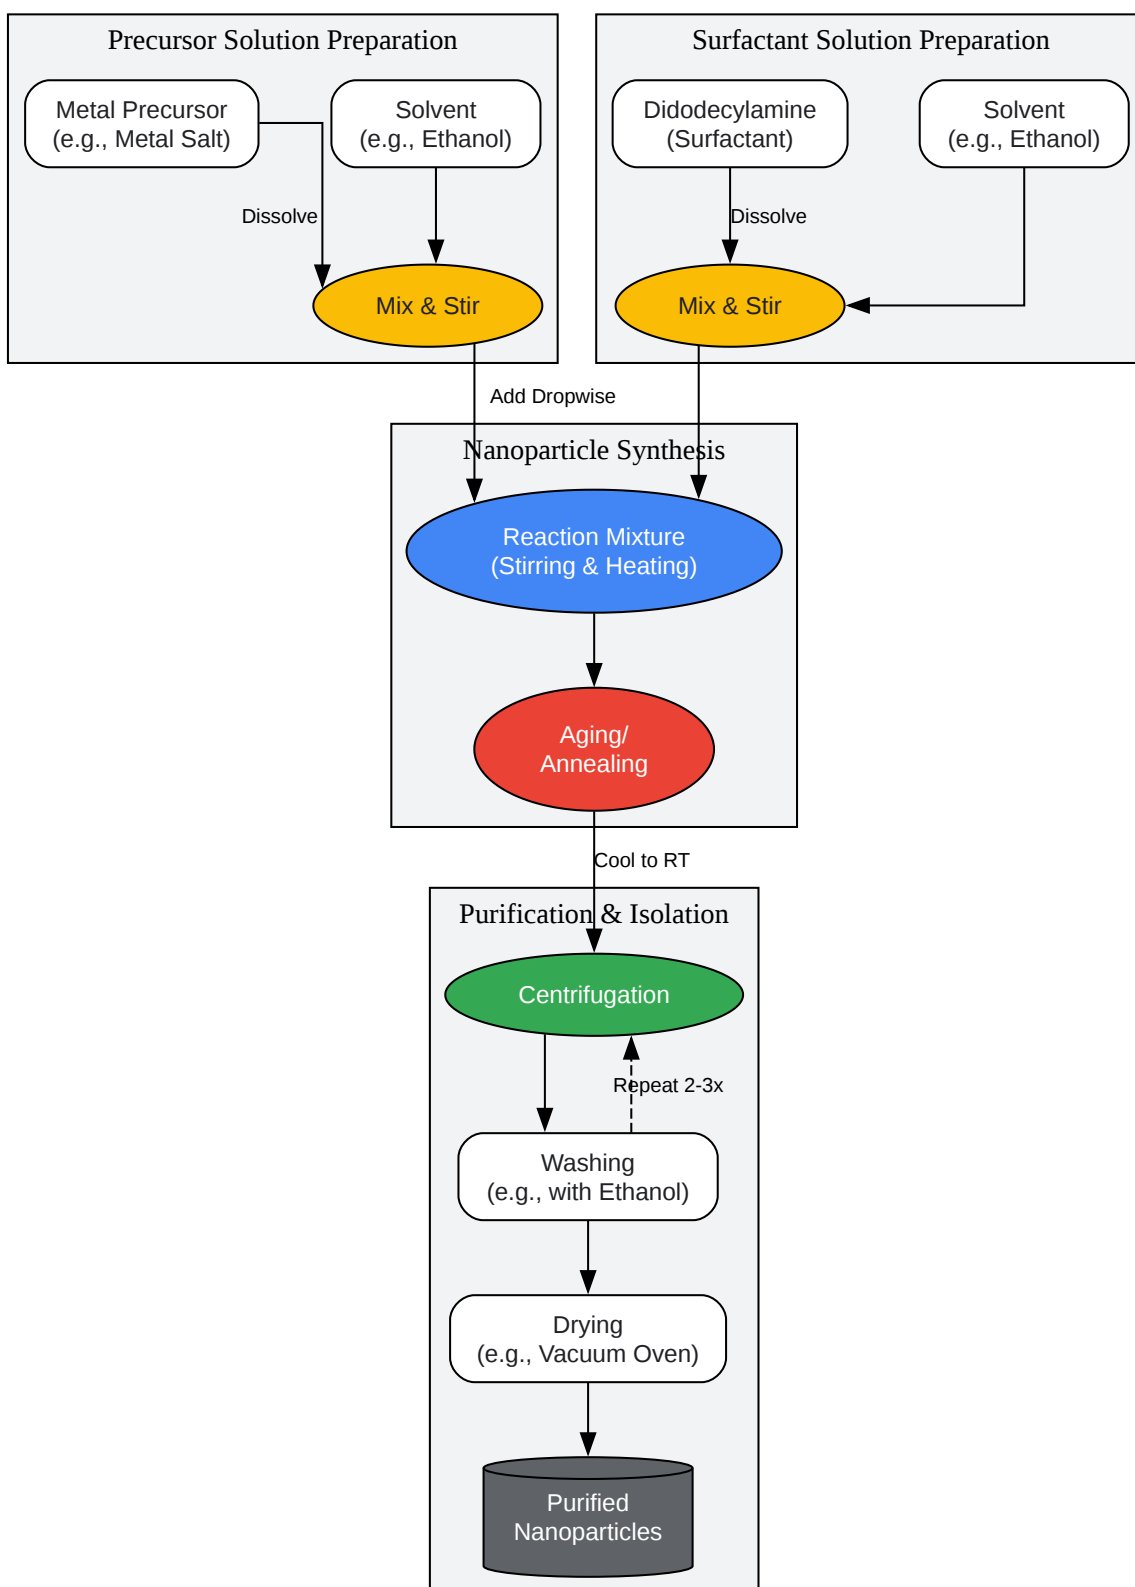 Precursor Solution Preparation
Metal Precursor
(e.g., Metal Salt)
Solvent
(e.g., Ethanol)
Dissolve
Mix & Stir
Surfactant Solution Preparation
Didodecylamine
(Surfactant)
Solvent
(e.g., Ethanol)
Dissolve
Mix & Stir
Add Dropwise
Nanoparticle Synthesis
Reaction Mixture
(Stirring & Heating)
Aging/
Annealing
Cool to RT
Purification & Isolation
Centrifugation
Repeat 2-3x
Washing
(e.g., with Ethanol)
Drying
(e.g., Vacuum Oven)
Purified
Nanoparticles